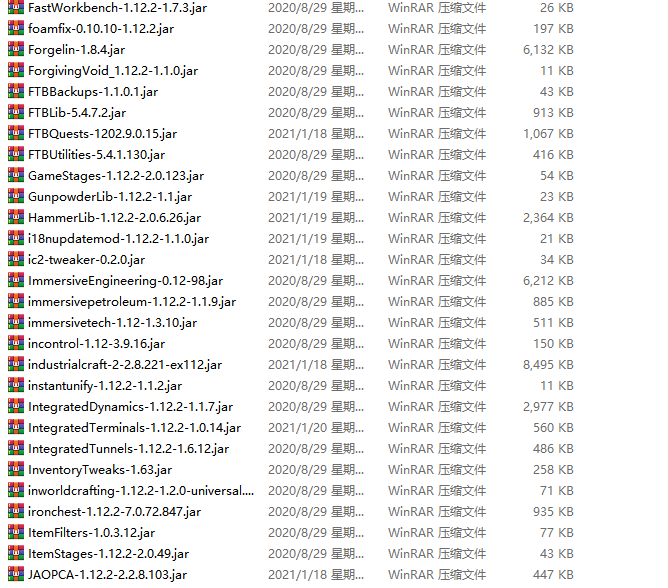 FastWorkbench-1.12.2-1.7.3.jar 2020/8/29 星期... WinRAR 压缩文件 26 KB
foamfix-0.10.10-1.12.2.jar 2020/8/29 星期... WinRAR 压缩文件 197 KB
Forgelin-1.8.4.jar 2020/8/29 星期... WinRAR 压缩文件 6,132 KB
ForgivingVoid_1.12.2-1.1.0.jar 2020/8/29 星期... WinRAR 压缩文件 11 KB
FTBBackups-1.1.0.1.jar 2020/8/29 星期... WinRAR 压缩文件 43 KB
FTBLib-5.4.7.2.jar 2020/8/29 星期... WinRAR 压缩文件 913 KB
FTBQuests-1202.9.0.15.jar 2021/1/18 星期... WinRAR 压缩文件 1,067 KB
FTBUtilities-5.4.1.130.jar 2020/8/29 星期... WinRAR 压缩文件 416 KB
GameStages-1.12.2-2.0.123.jar 2020/8/29 星期... WinRAR 压缩文件 54 KB
GunpowderLib-1.12.2-1.1.jar 2021/1/19 星期... WinRAR 压缩文件 23 KB
HammerLib-1.12.2-2.0.6.26.jar 2021/1/19 星期... WinRAR 压缩文件 2,364 KB
i18nupdatemod-1.12.2-1.1.0.jar 2021/1/19 星期... WinRAR 压缩文件 21 KB
ic2-tweaker-0.2.0.jar 2021/1/18 星期... WinRAR 压缩文件 34 KB
ImmersiveEngineering-0.12-98.jar 2020/8/29 星期... WinRAR 压缩文件 6,212 KB
immersivepetroleum-1.12.2-1.1.9.jar 2020/8/29 星期... WinRAR 压缩文件 885 KB
immersivetech-1.12-1.3.10.jar 2020/8/29 星期... WinRAR 压缩文件 511 KB
incontrol-1.12-3.9.16.jar 2020/8/29 星期... WinRAR 压缩文件 150 KB
industrialcraft-2-2.8.221-ex112.jar 2021/1/18 星期... WinRAR 压缩文件 8,495 KB
instantunify-1.12.2-1.1.2.jar 2020/8/29 星期... WinRAR 压缩文件 11 KB
IntegratedDynamics-1.12.2-1.1.7.jar 2020/8/29 星期... WinRAR 压缩文件 2,977 KB
IntegratedTerminals-1.12.2-1.0.14.jar 2021/1/20 星期... WinRAR 压缩文件 560 KB
IntegratedTunnels-1.12.2-1.6.12.jar 2020/8/29 星期... WinRAR 压缩文件 486 KB
InventoryTweaks-1.63.jar 2020/8/29 星期... WinRAR 压缩文件 258 KB
inworldcrafting-1.12.2-1.2.0-universal.... 2020/8/29 星期... WinRAR 压缩文件 71 KB
ironchest-1.12.2-7.0.72.847.jar 2020/8/29 星期... WinRAR 压缩文件 935 KB
ItemFilters-1.0.3.12.jar 2020/8/29 星期... WinRAR 压缩文件 77 KB
ItemStages-1.12.2-2.0.49.jar 2020/8/29 星期... WinRAR 压缩文件 43 KB
JAOPCA-1.12.2-2.2.8.103.jar 2021/1/18 星期... WinRAR 压缩文件 447 KB